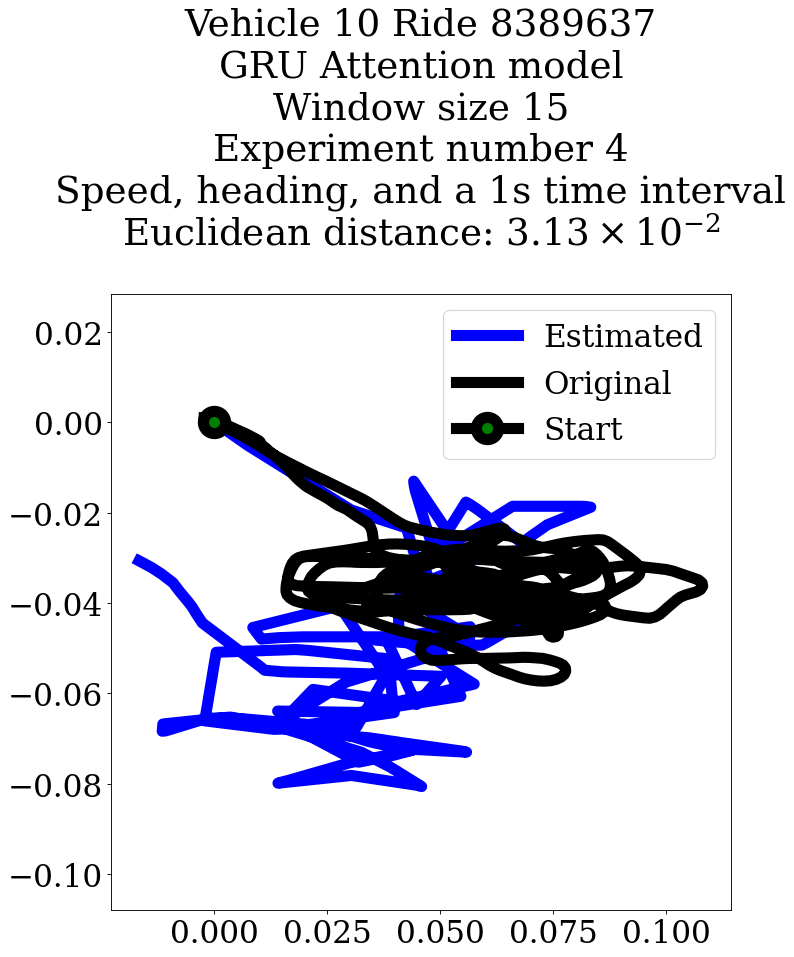 Vehicle 10 Ride 8389637
GRU Attention model
Window size 15
Experiment number 4
Speed, heading, and a 1s time interval
Euclidean distance: 3.13 × 10⁻²
Estimated
Original
Start
0.02
0.00
−0.02
−0.04
−0.06
−0.08
−0.10
0.000 0.025 0.050 0.075 0.100